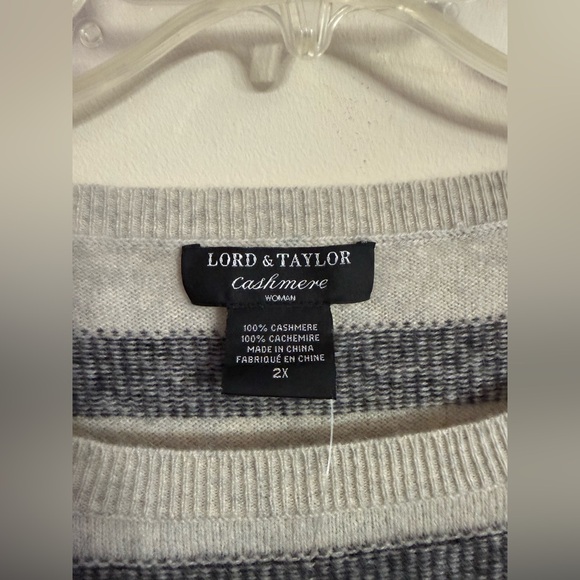 LORD & TAYLOR
Cashmere
WOMAN
100% CASHMERE
100% CACHEMIRE
MADE IN CHINA
FABRIQUÉ EN CHINE
2X